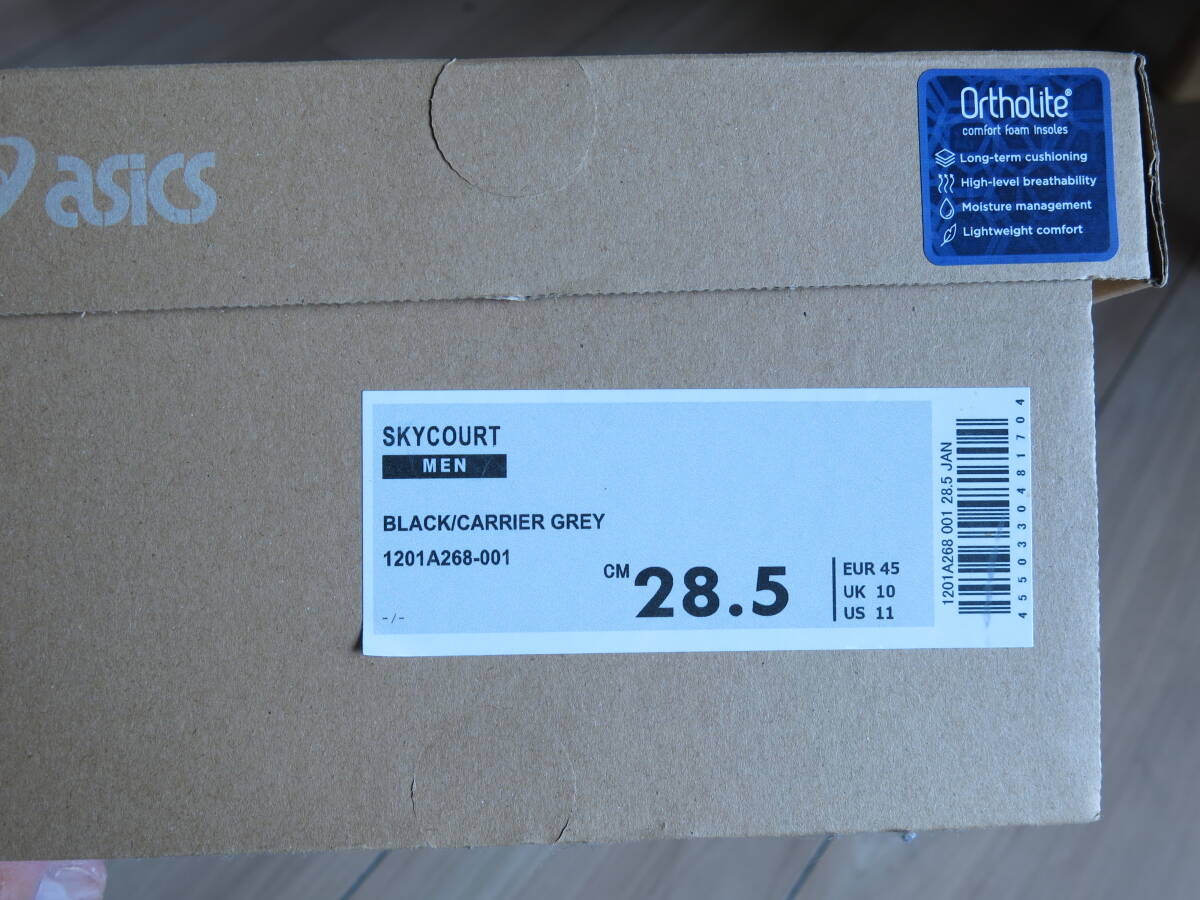 asics
Ortholite®
comfort foam insoles
Long-term cushioning
High-level breathability
Moisture management
Lightweight comfort
SKYCOURT
MEN
BLACK/CARRIER GREY
1201A268-001
-/-
CM 28.5
EUR 45
UK 10
US 11
1201A268 001 28.5 JAN
4550330481704